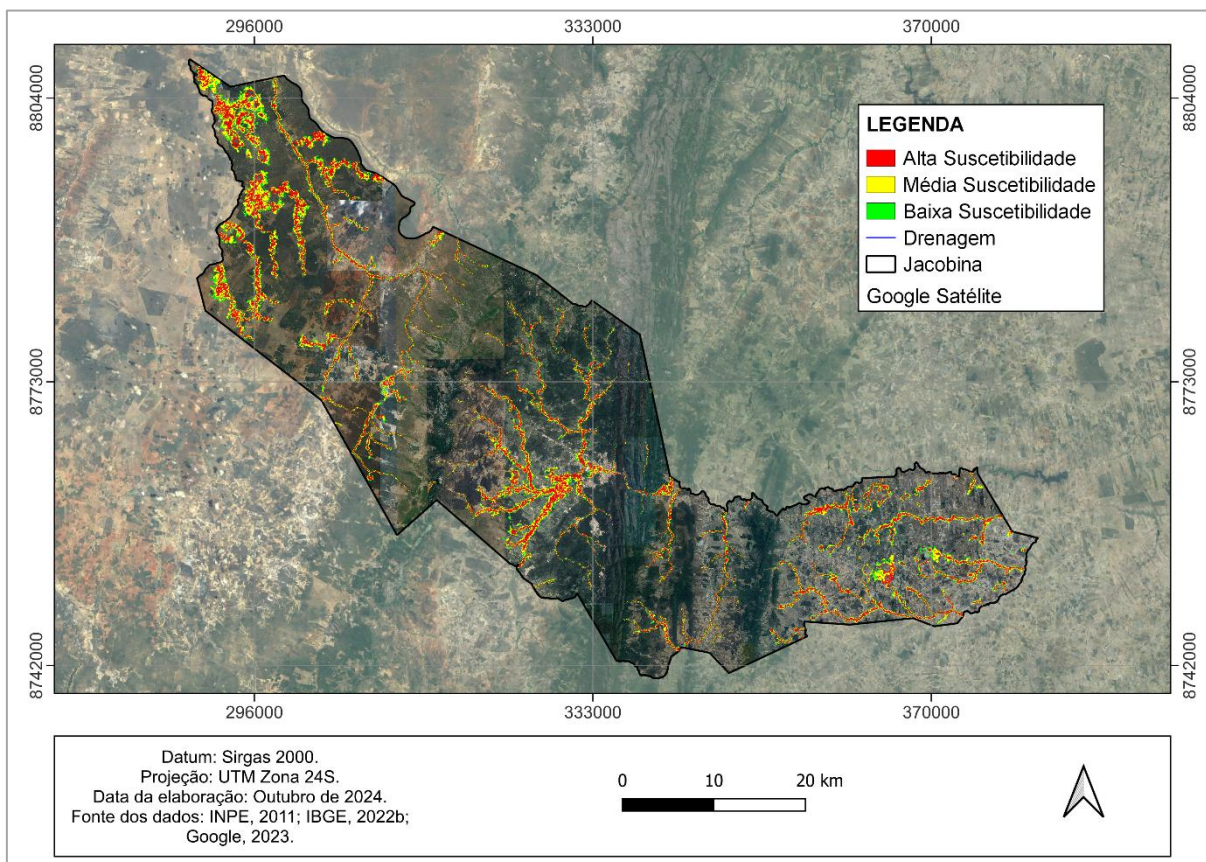 296000
333000
370000
8804000
8804000
LEGENDA
Alta Suscetibilidade
Média Suscetibilidade
Baixa Suscetibilidade
Drenagem
Jacobina
Google Satélite
8773000
8773000
8742000
8742000
296000
333000
370000
Datum: Sirgas 2000.
Projeção: UTM Zona 24S.
Data da elaboração: Outubro de 2024.
Fonte dos dados: INPE, 2011; IBGE, 2022b;
Google, 2023.
0 10 20 km